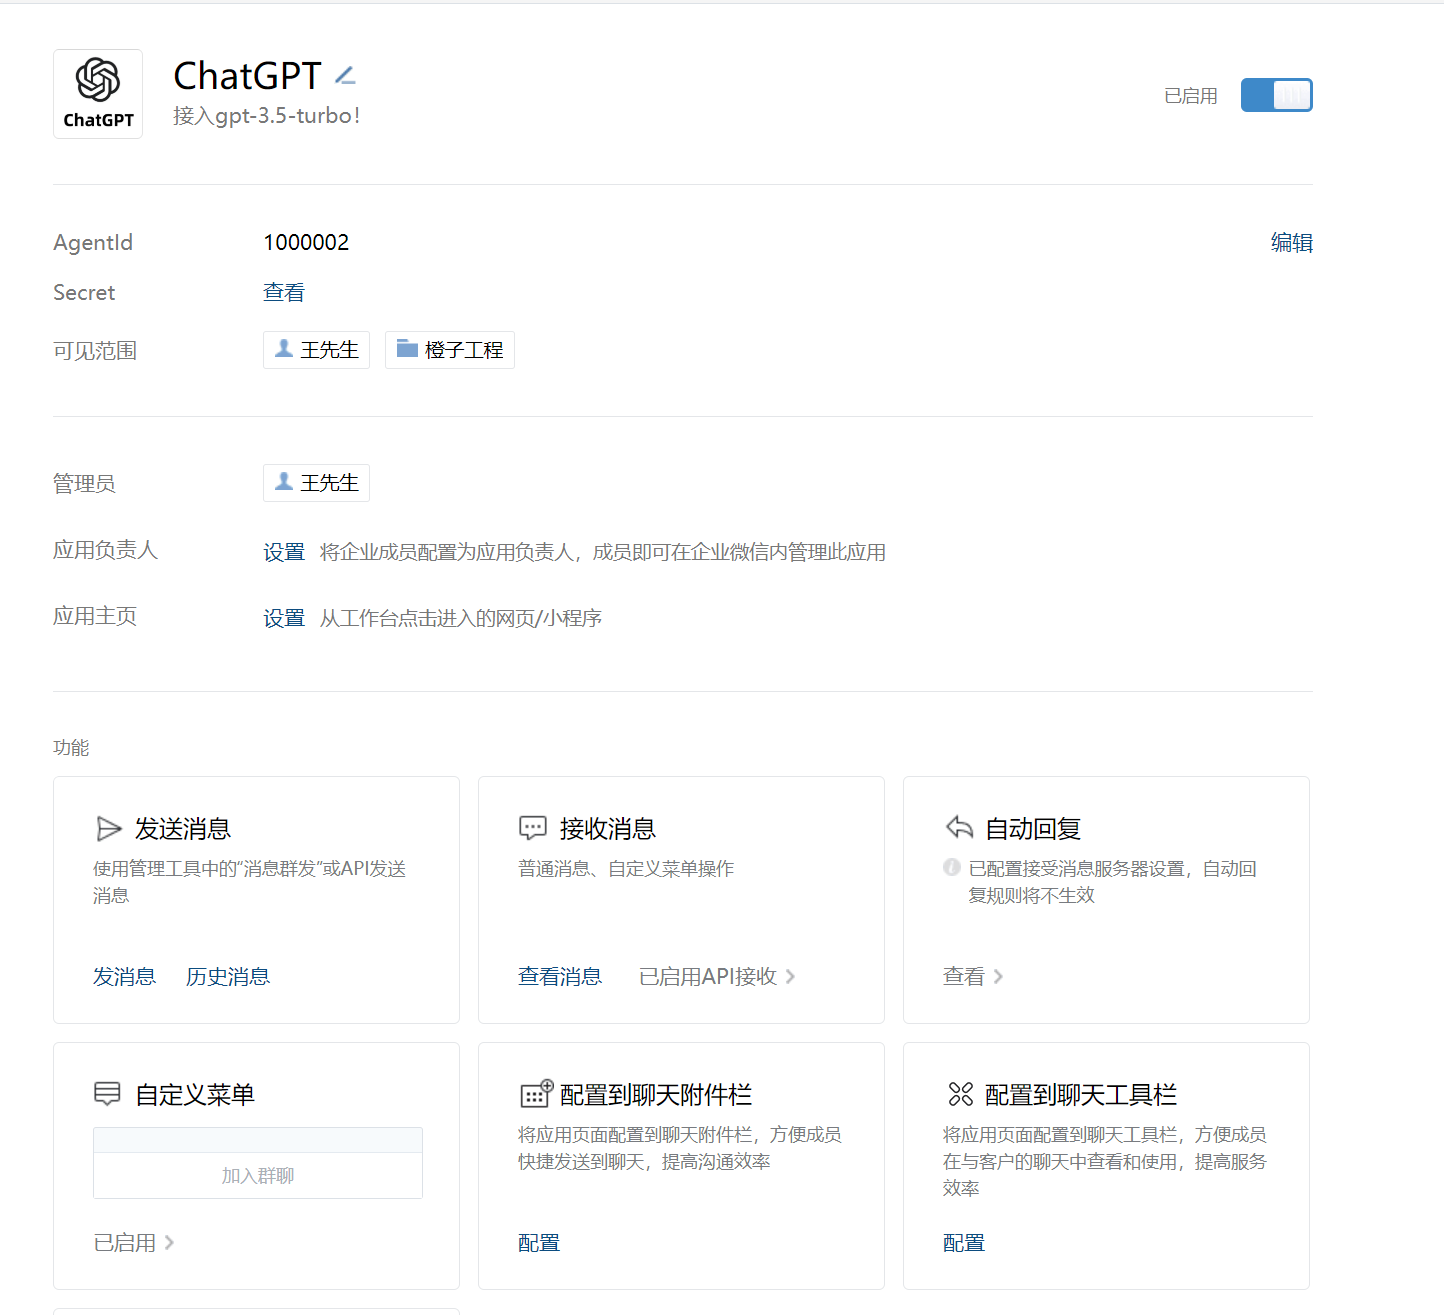 ChatGPT
ChatGPT
接入gpt-3.5-turbo!
已启用
AgentId
1000002
编辑
Secret
查看
可见范围
王先生
橙子工程
管理员
王先生
应用负责人
设置 将企业成员配置为应用负责人，成员即可在企业微信内管理此应用
应用主页
设置 从工作台点击进入的网页/小程序
功能
发送消息
使用管理工具中的“消息群发”或API发送
消息
发消息
历史消息
接收消息
普通消息、自定义菜单操作
查看消息
已启用API接收
自动回复
已配置接受消息服务器设置，自动回
复规则将不生效
查看
自定义菜单
加入群聊
已启用
配置到聊天附件栏
将应用页面配置到聊天附件栏，方便成员
快捷发送到聊天，提高沟通效率
配置
配置到聊天工具栏
将应用页面配置到聊天工具栏，方便成员
在与客户的聊天中查看和使用，提高服务
效率
配置